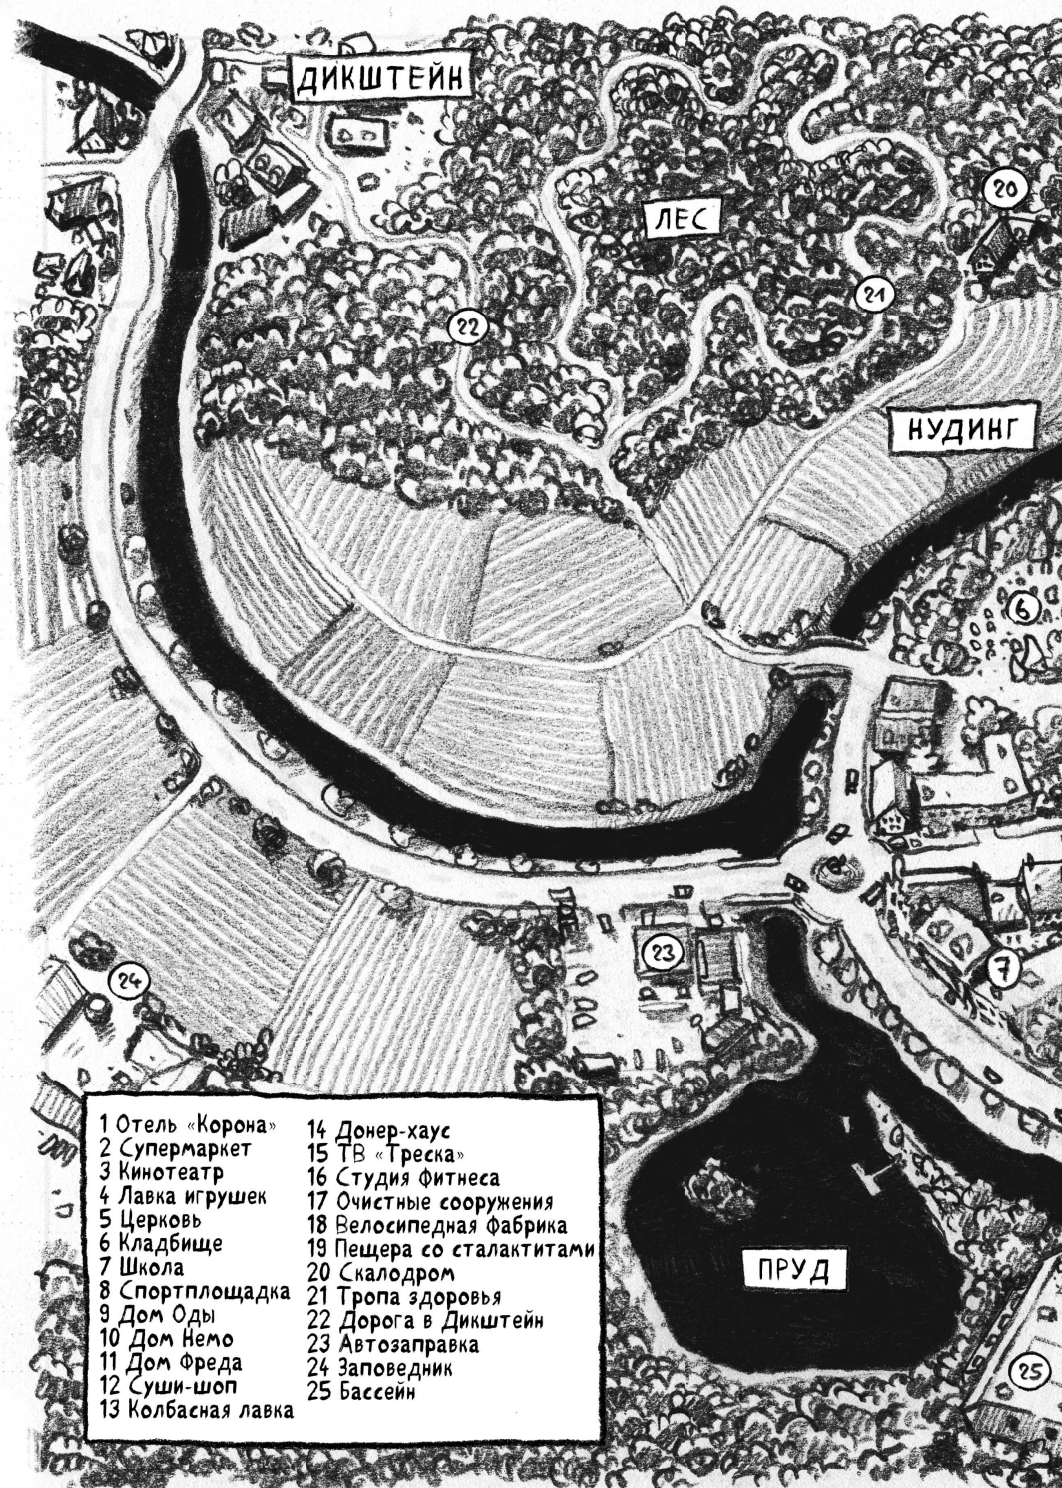 ДИКШТЕЙН
20
ЛЕС
21
22
НУДИНГ
6
23
7
24
1 Отель «Корона»
2 Супермаркет
3 Кинотеатр
4 Лавка игрушек
5 Церковь
6 Кладбище
7 Школа
8 Спортплощадка
9 Дом Оды
10 Дом Немо
11 Дом Фреда
12 Суши-шоп
13 Колбасная лавка
14 Донер-хаус
15 ТВ «Треска»
16 Студия фитнеса
17 Очистные сооружения
18 Велосипедная фабрика
19 Пещера со сталактитами
20 Скалодром
21 Тропа здоровья
22 Дорога в Дикштейн
23 Автозаправка
24 Заповедник
25 Бассейн
ПРУД
25